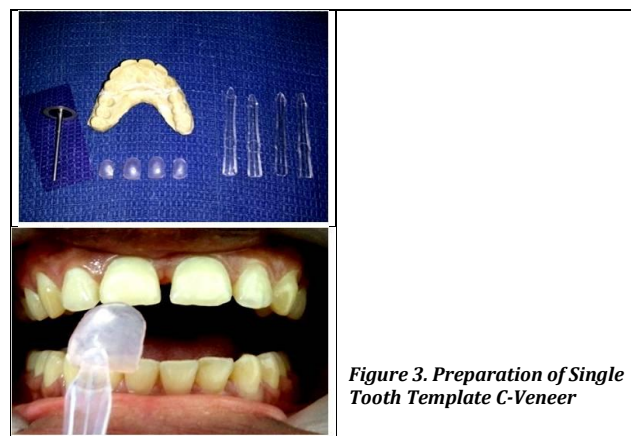 Figure 3. Preparation of Single
Tooth Template C-Veneer